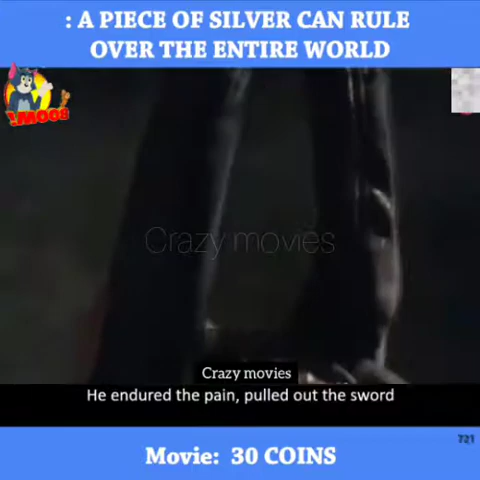 : A PIECE OF SILVER CAN RULE
OVER THE ENTIRE WORLD
!MOOB
Crazy movies
Crazy movies
He endured the pain, pulled out the sword
721
Movie: 30 COINS